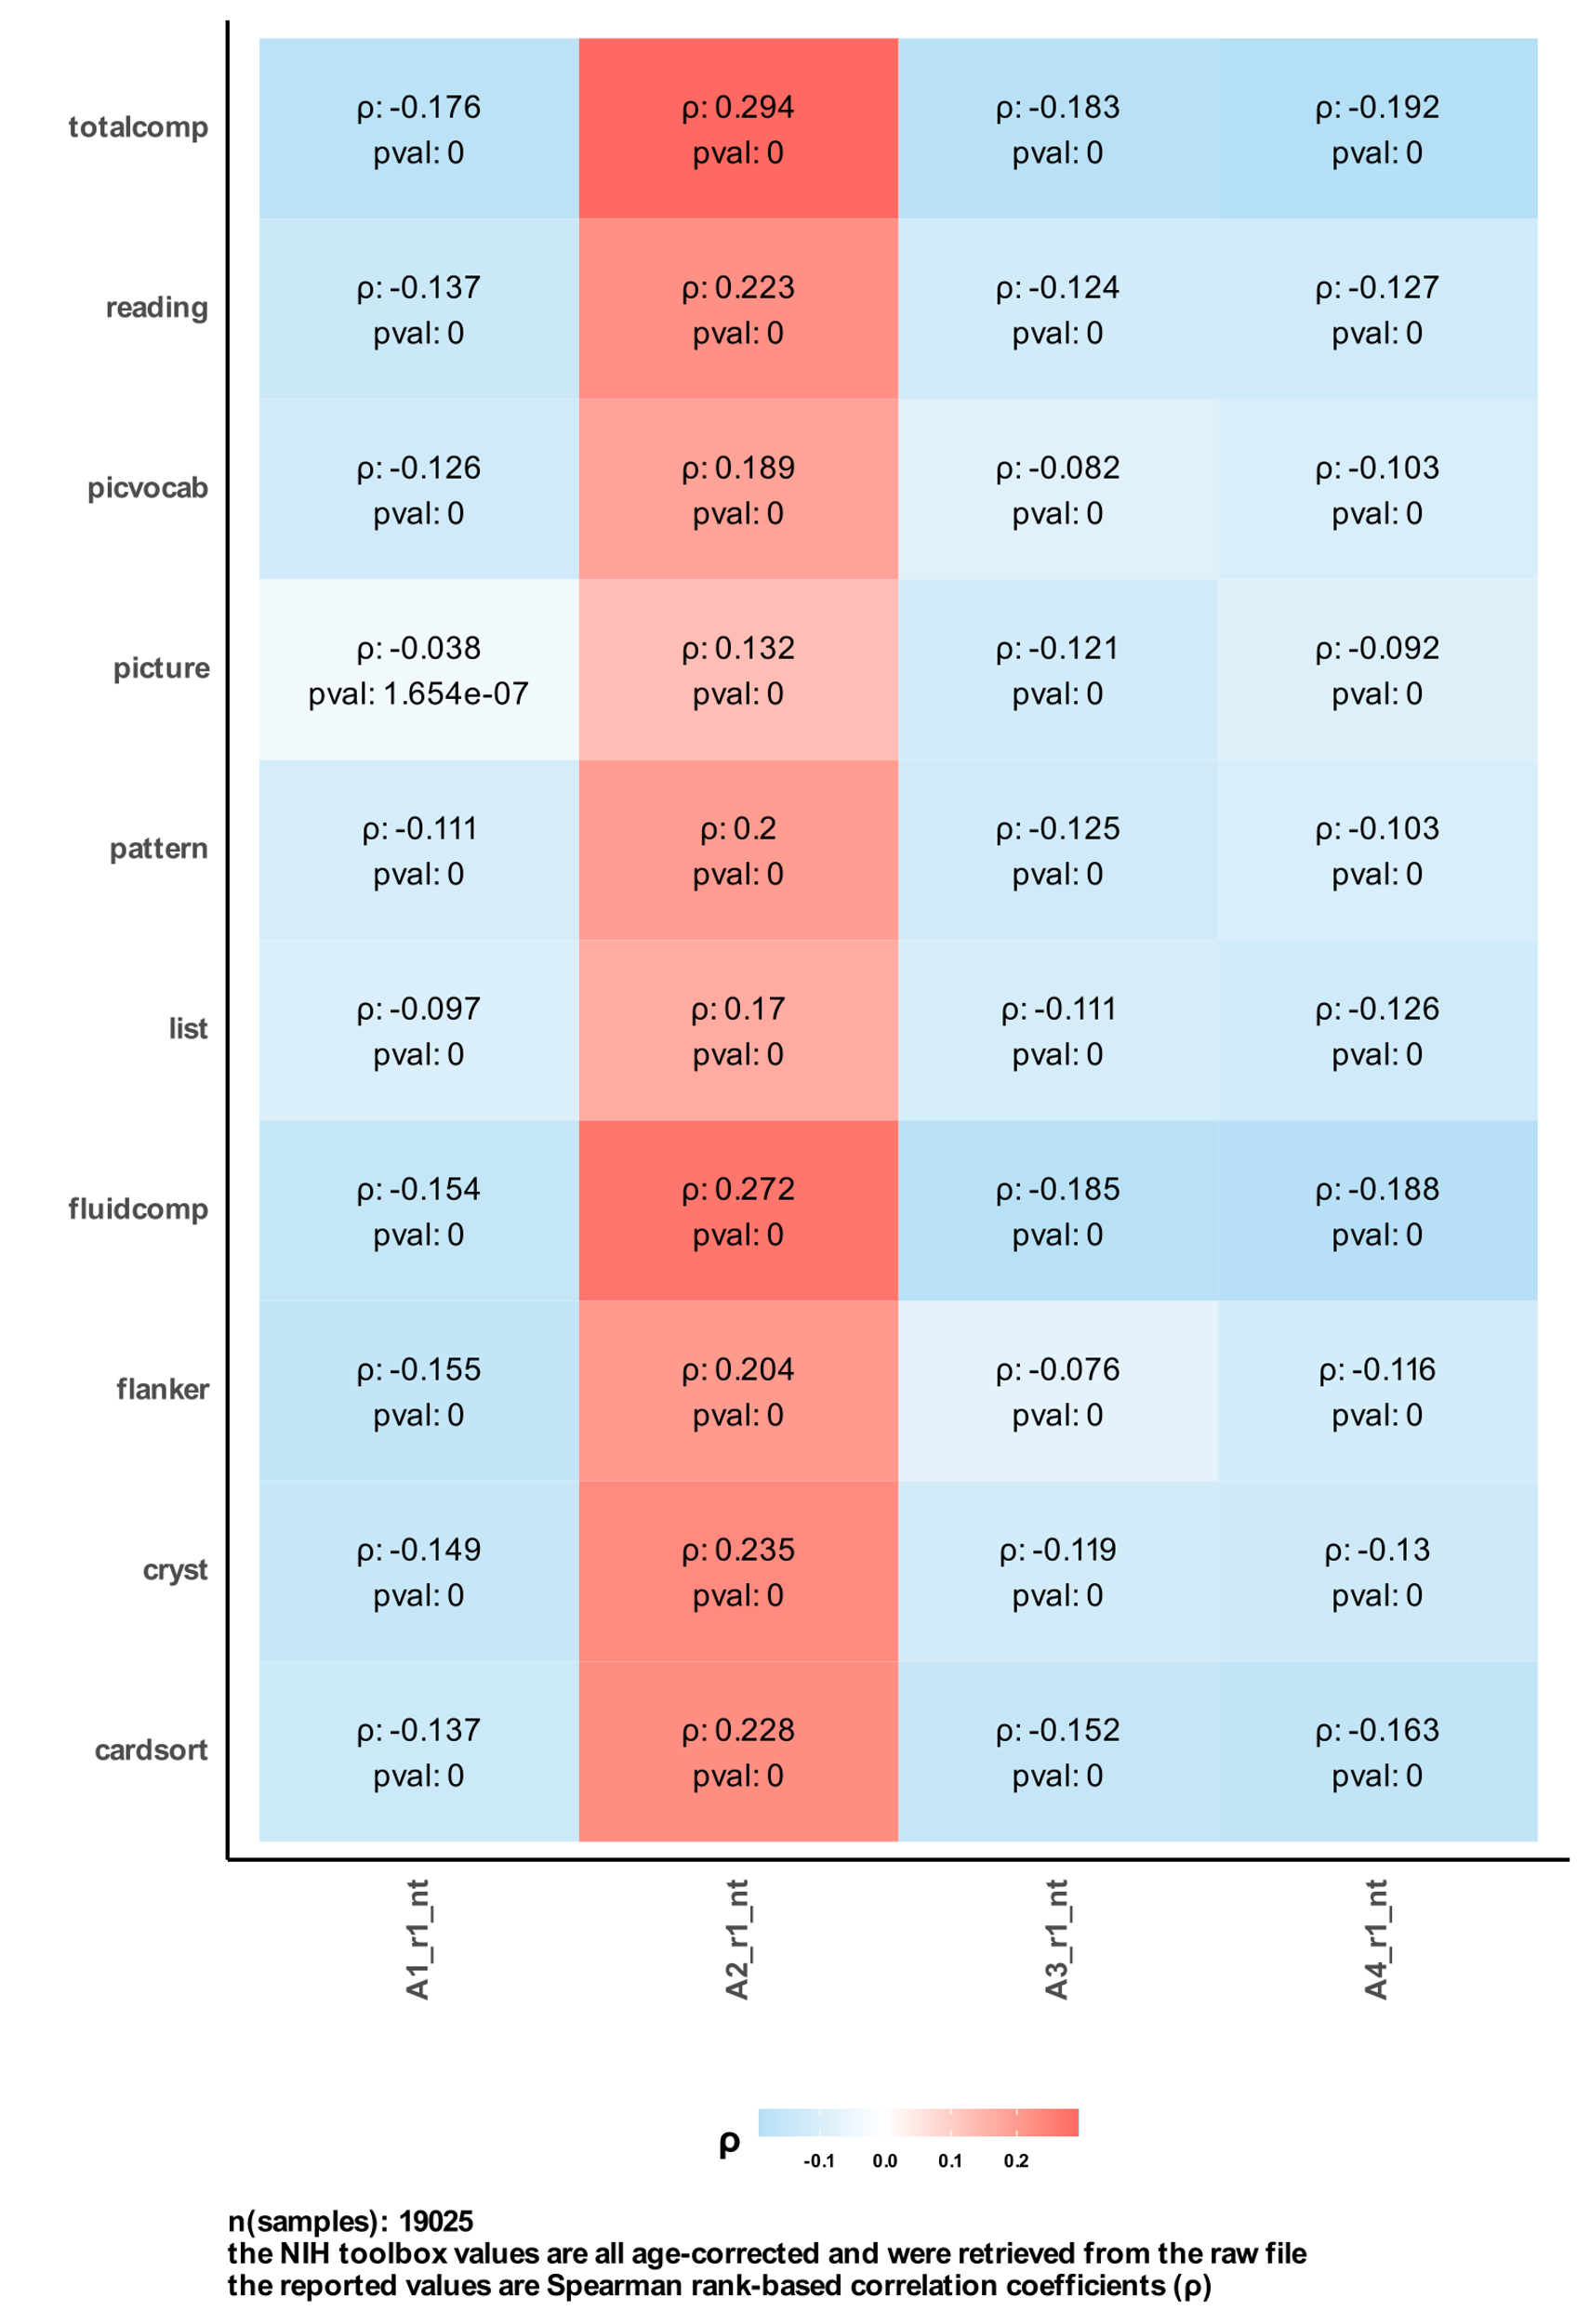 totalcomp
ρ: -0.176
pval: 0
ρ: 0.294
pval: 0
ρ: -0.183
pval: 0
ρ: -0.192
pval: 0
reading
ρ: -0.137
pval: 0
ρ: 0.223
pval: 0
ρ: -0.124
pval: 0
ρ: -0.127
pval: 0
picvocab
ρ: -0.126
pval: 0
ρ: 0.189
pval: 0
ρ: -0.082
pval: 0
ρ: -0.103
pval: 0
picture
ρ: -0.038
pval: 1.654e-07
ρ: 0.132
pval: 0
ρ: -0.121
pval: 0
ρ: -0.092
pval: 0
pattern
ρ: -0.111
pval: 0
ρ: 0.2
pval: 0
ρ: -0.125
pval: 0
ρ: -0.103
pval: 0
list
ρ: -0.097
pval: 0
ρ: 0.17
pval: 0
ρ: -0.111
pval: 0
ρ: -0.126
pval: 0
fluidcomp
ρ: -0.154
pval: 0
ρ: 0.272
pval: 0
ρ: -0.185
pval: 0
ρ: -0.188
pval: 0
flanker
ρ: -0.155
pval: 0
ρ: 0.204
pval: 0
ρ: -0.076
pval: 0
ρ: -0.116
pval: 0
cryst
ρ: -0.149
pval: 0
ρ: 0.235
pval: 0
ρ: -0.119
pval: 0
ρ: -0.13
pval: 0
cardsort
ρ: -0.137
pval: 0
ρ: 0.228
pval: 0
ρ: -0.152
pval: 0
ρ: -0.163
pval: 0
A1_r1_nt
A2_r1_nt
A3_r1_nt
A4_r1_nt
ρ
-0.1 0.0 0.1 0.2
n(samples): 19025
the NIH toolbox values are all age-corrected and were retrieved from the raw file
the reported values are Spearman rank-based correlation coefficients (ρ)